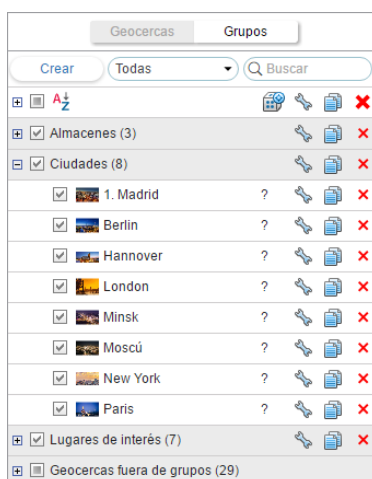 Geocercas Grupos
Crear Todas Buscar
AZ
Almacenes (3)
Ciudades (8)
1. Madrid ?
Berlin ?
Hannover ?
London ?
Minsk ?
Moscú ?
New York ?
Paris ?
Lugares de interés (7)
Geocercas fuera de grupos (29)